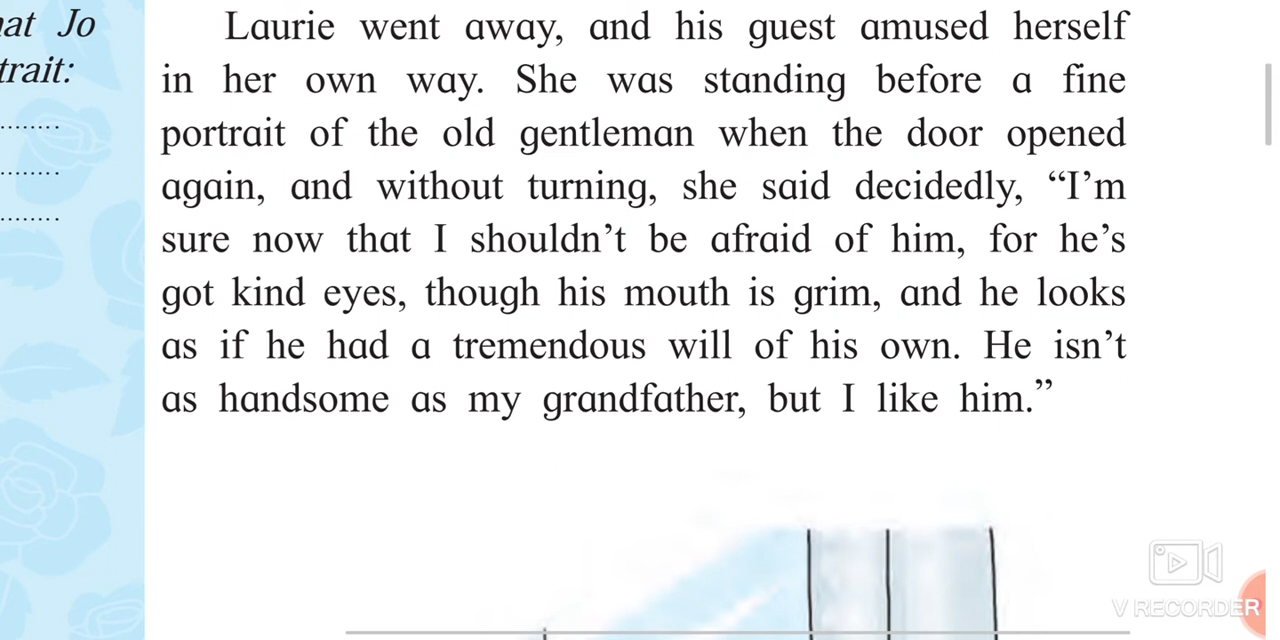 at Jo
trait:
Laurie went away, and his guest amused herself
in her own way. She was standing before a fine
portrait of the old gentleman when the door opened
again, and without turning, she said decidedly, “I’m
sure now that I shouldn’t be afraid of him, for he’s
got kind eyes, though his mouth is grim, and he looks
as if he had a tremendous will of his own. He isn’t
as handsome as my grandfather, but I like him.”
V RECORDER